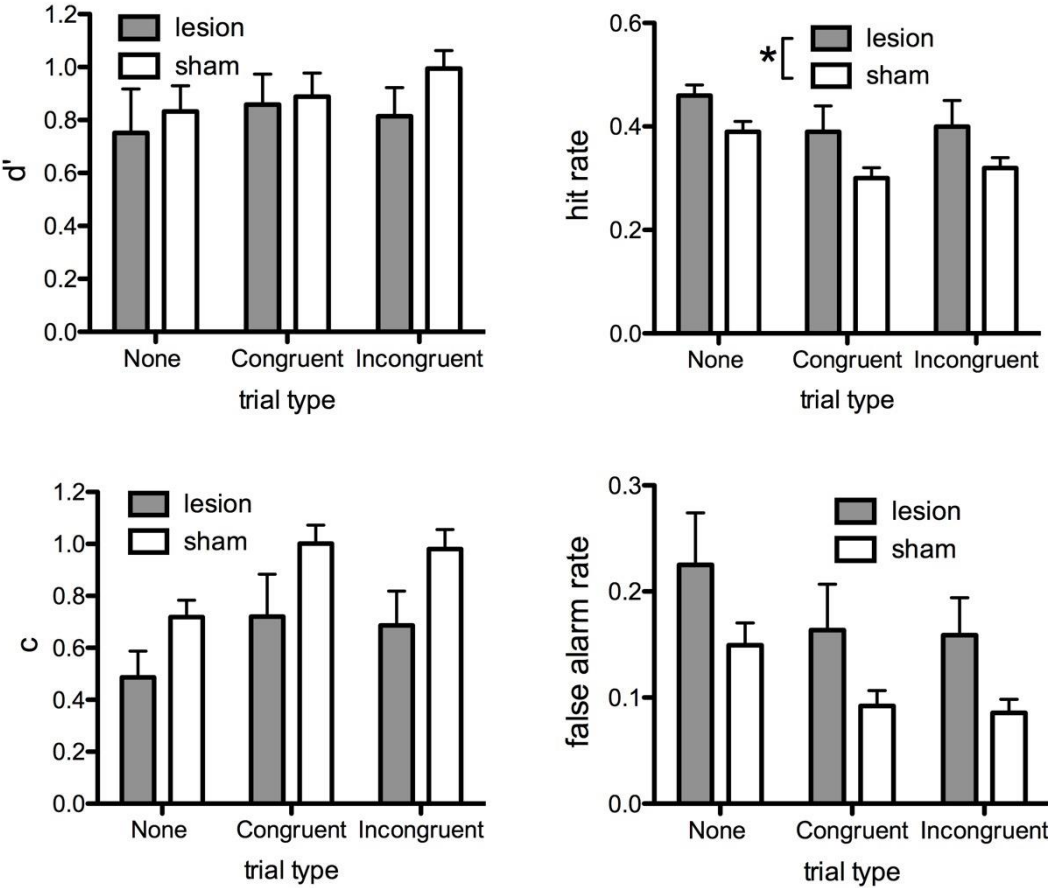 d'
1.2
1.0
0.8
0.6
0.4
0.2
0.0
lesion
sham
None Congruent Incongruent
trial type
hit rate
0.6
0.4
0.2
0.0
*
lesion
sham
None Congruent Incongruent
trial type
c
1.2
1.0
0.8
0.6
0.4
0.2
0.0
lesion
sham
None Congruent Incongruent
trial type
false alarm rate
0.3
0.2
0.1
0.0
lesion
sham
None Congruent Incongruent
trial type